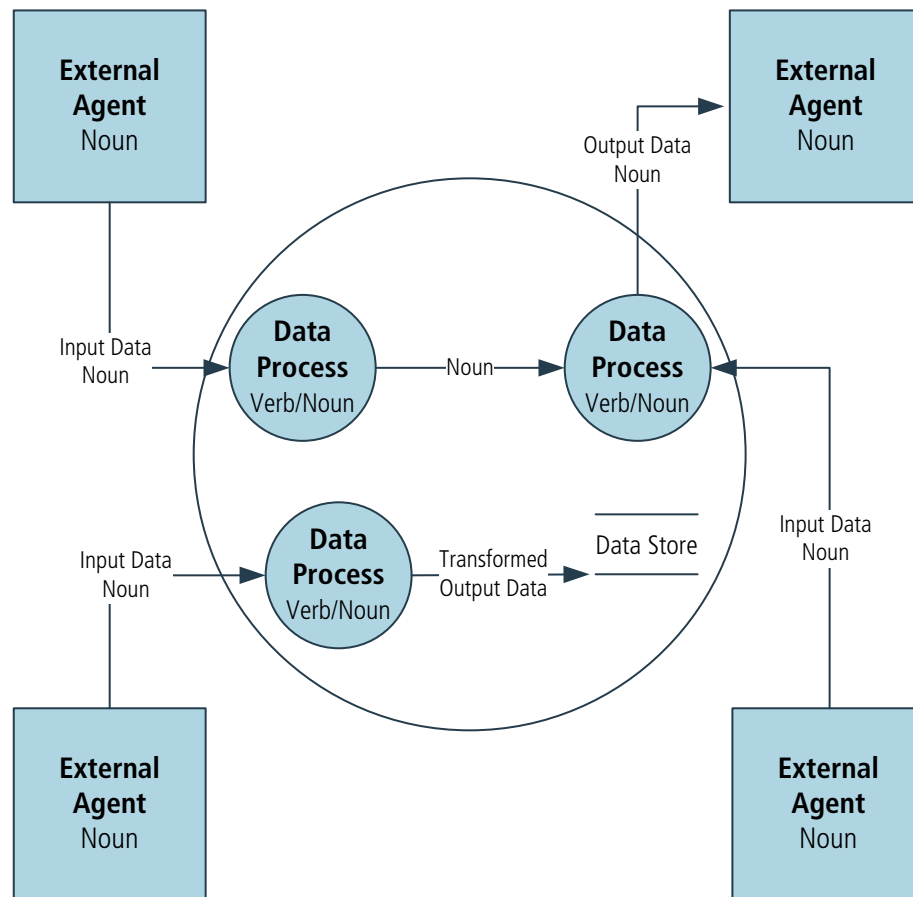 External
Agent
Noun
External
Agent
Noun
Output Data
Noun
Input Data
Noun
Data
Process
Verb/Noun
Noun
Data
Process
Verb/Noun
Input Data
Noun
Data
Process
Verb/Noun
Transformed
Output Data
Data Store
Input Data
Noun
External
Agent
Noun
External
Agent
Noun